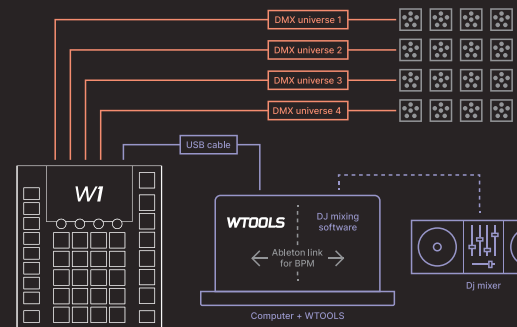 DMX universe 1
DMX universe 2
DMX universe 3
DMX universe 4
USB cable
W1
WTOOLS
DJ mixing
software
Ableton link
for BPM
Dj mixer
Computer + WTOOLS